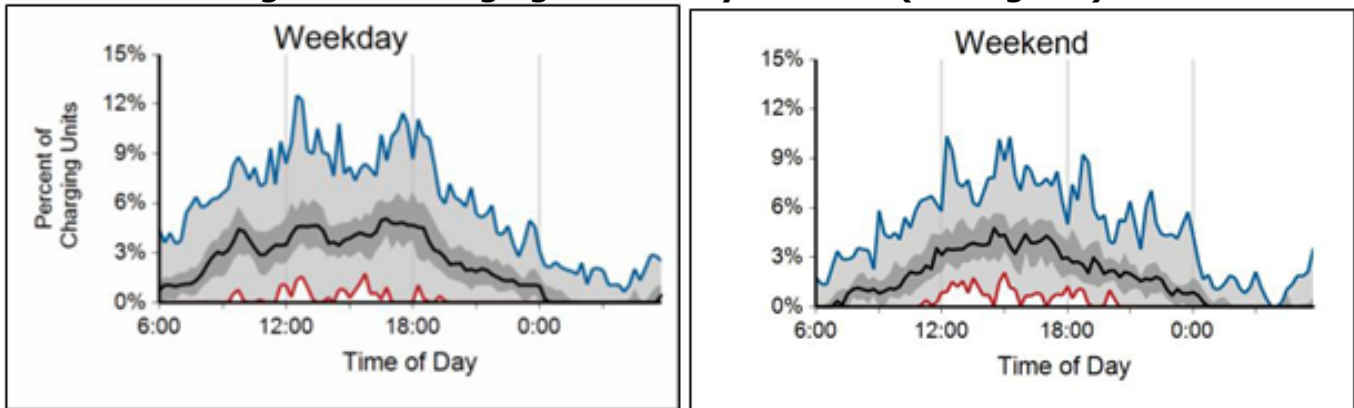 Weekday
15%
12%
9%
6%
3%
0%
Percent of
Charging Units
6:00 12:00 18:00 0:00
Time of Day
Weekend
15%
12%
9%
6%
3%
0%
6:00 12:00 18:00 0:00
Time of Day